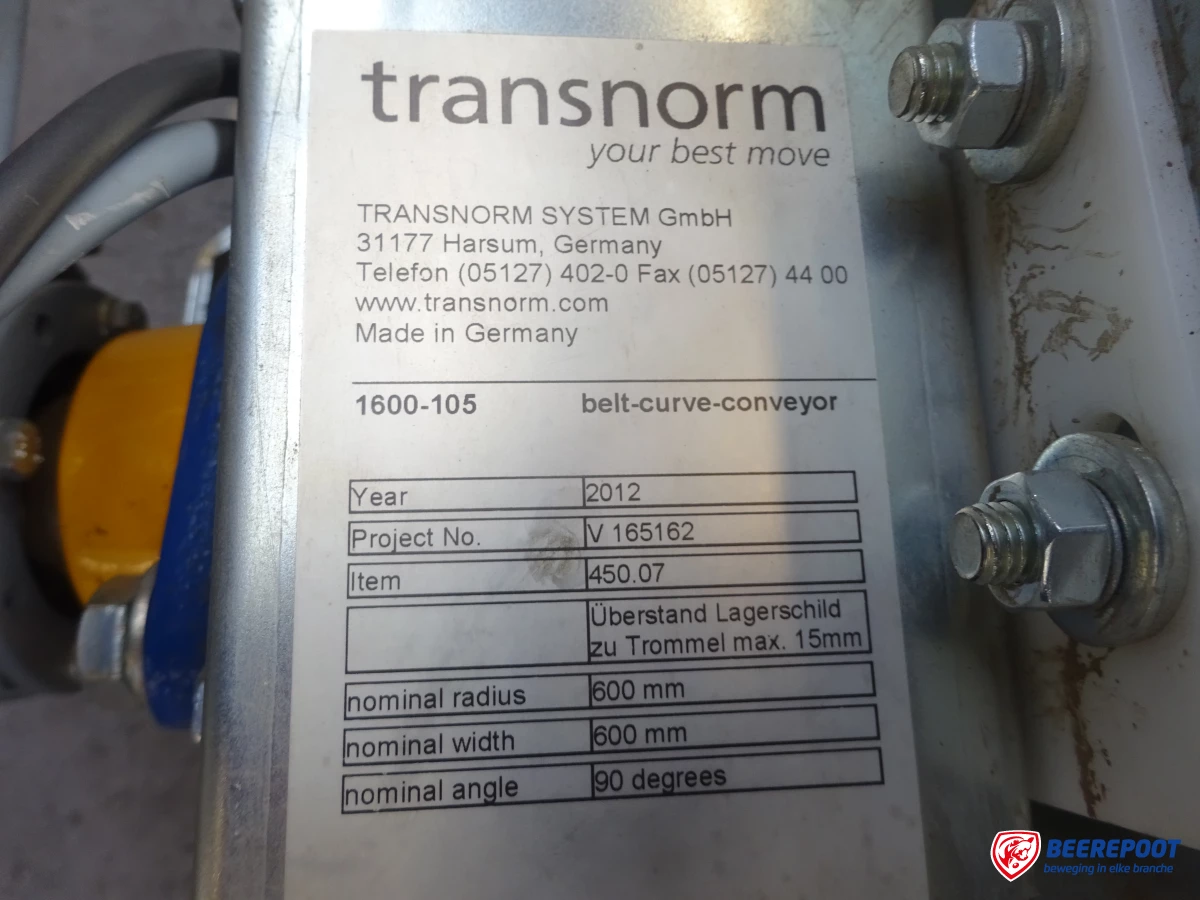 transnorm
your best move
TRANSNORM SYSTEM GmbH
31177 Harsum, Germany
Telefon (05127) 402-0 Fax (05127) 44 00
www.transnorm.com
Made in Germany
1600-105 belt-curve-conveyor
Year 2012
Project No. V 165162
Item 450.07
Überstand Lagerschild
zu Trommel max. 15mm
nominal radius 600 mm
nominal width 600 mm
nominal angle 90 degrees
BEEREPOOT
beweging in elke branche